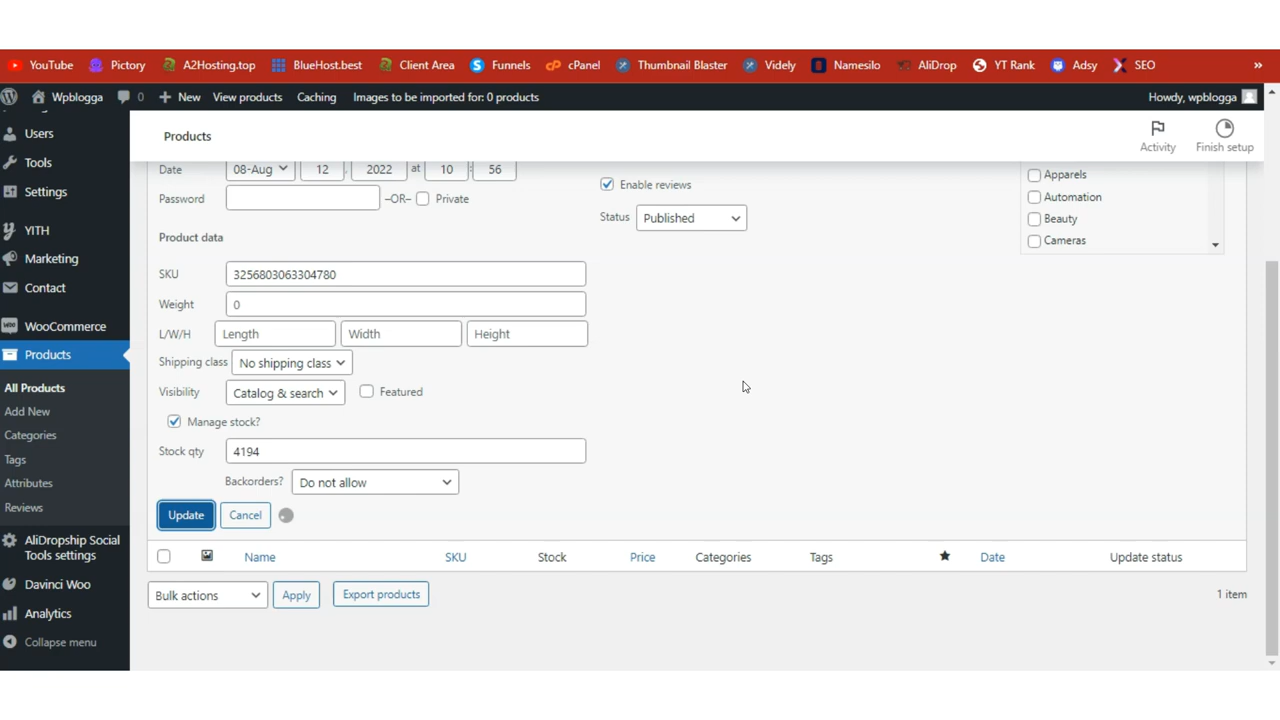 YouTube Pictory A2Hosting.top BlueHost.best Client Area Funnels cPanel Thumbnail Blaster Videly Namesilo AliDrop YT Rank Adsy SEO »
Wpblogga 0 + New View products Caching Images to be imported for: 0 products Howdy, wpblogga
Users
Tools
Settings
YITH
Marketing
Contact
WooCommerce
Products
All Products
Add New
Categories
Tags
Attributes
Reviews
AliDropship Social
Tools settings
Davinci Woo
Analytics
Collapse menu
Products
Activity
Finish setup
Date 08-Aug 12 , 2022 at 10 : 56
Password –OR– Private
Enable reviews
Status Published
Apparels
Automation
Beauty
Cameras
Product data
SKU 3256803063304780
Weight 0
L/W/H Length Width Height
Shipping class No shipping class
Visibility Catalog & search Featured
Manage stock?
Stock qty 4194
Backorders? Do not allow
Update Cancel
Name SKU Stock Price Categories Tags Date Update status
Bulk actions Apply Export products 1 item